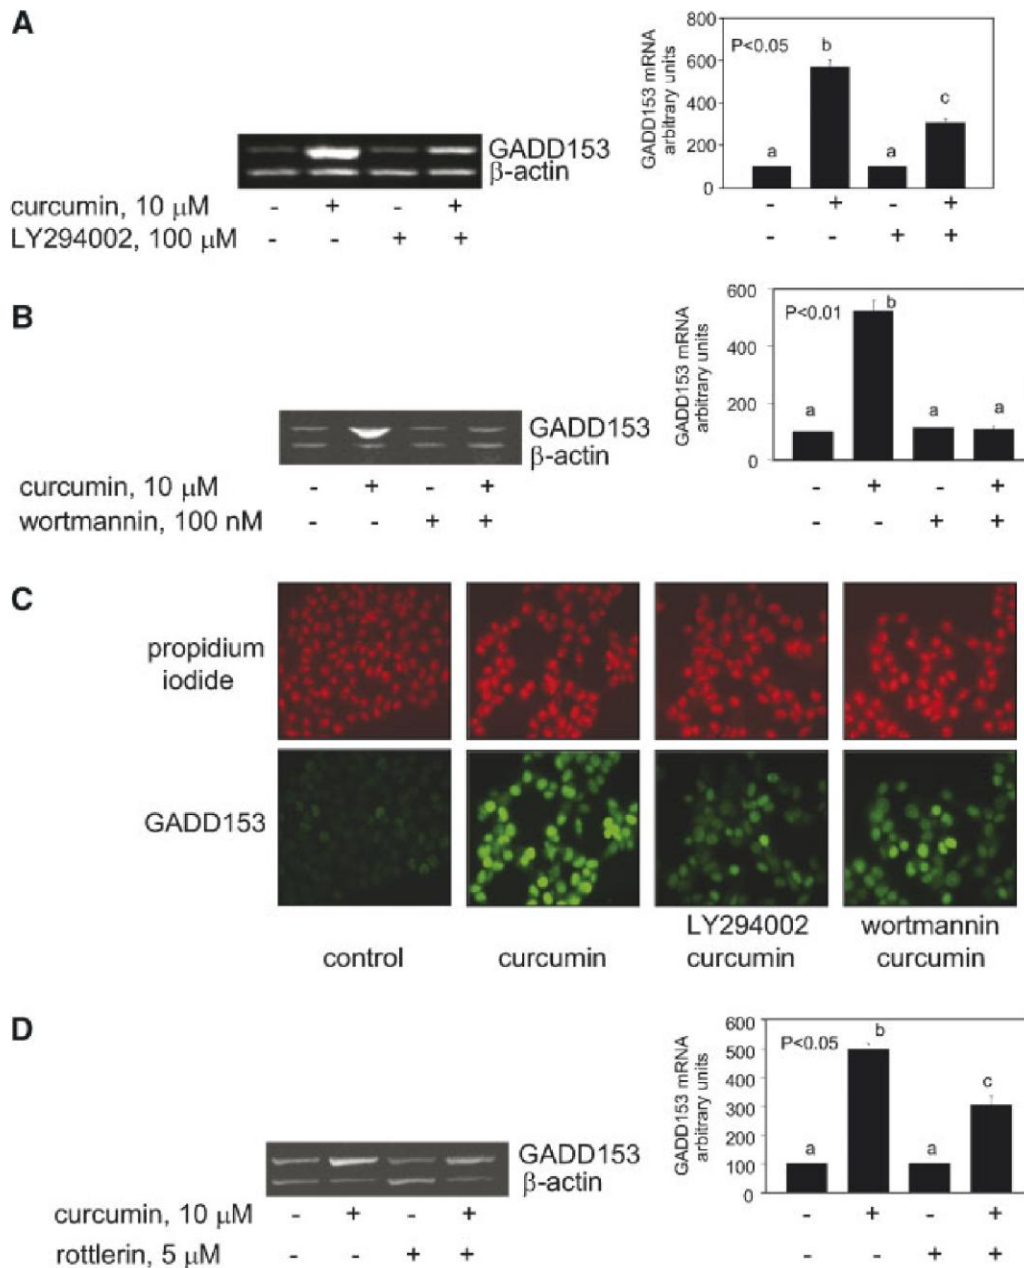 A
GADD153
β-actin
curcumin, 10 μM - + - +
LY294002, 100 μM - - + +
GADD153 mRNA
arbitrary units
800
600
400
200
0
P<0.05
a
b
a
c
- + - +
- - + +
B
GADD153
β-actin
curcumin, 10 μM - + - +
wortmannin, 100 nM - - + +
GADD153 mRNA
arbitrary units
600
400
200
0
P<0.01
a
b
a
a
- + - +
- - + +
C
propidium
iodide
GADD153
control
curcumin
LY294002
curcumin
wortmannin
curcumin
D
GADD153
β-actin
curcumin, 10 μM - + - +
rottlerin, 5 μM - - + +
GADD153 mRNA
arbitrary units
600
500
400
300
200
100
0
P<0.05
a
b
a
c
- + - +
- - + +